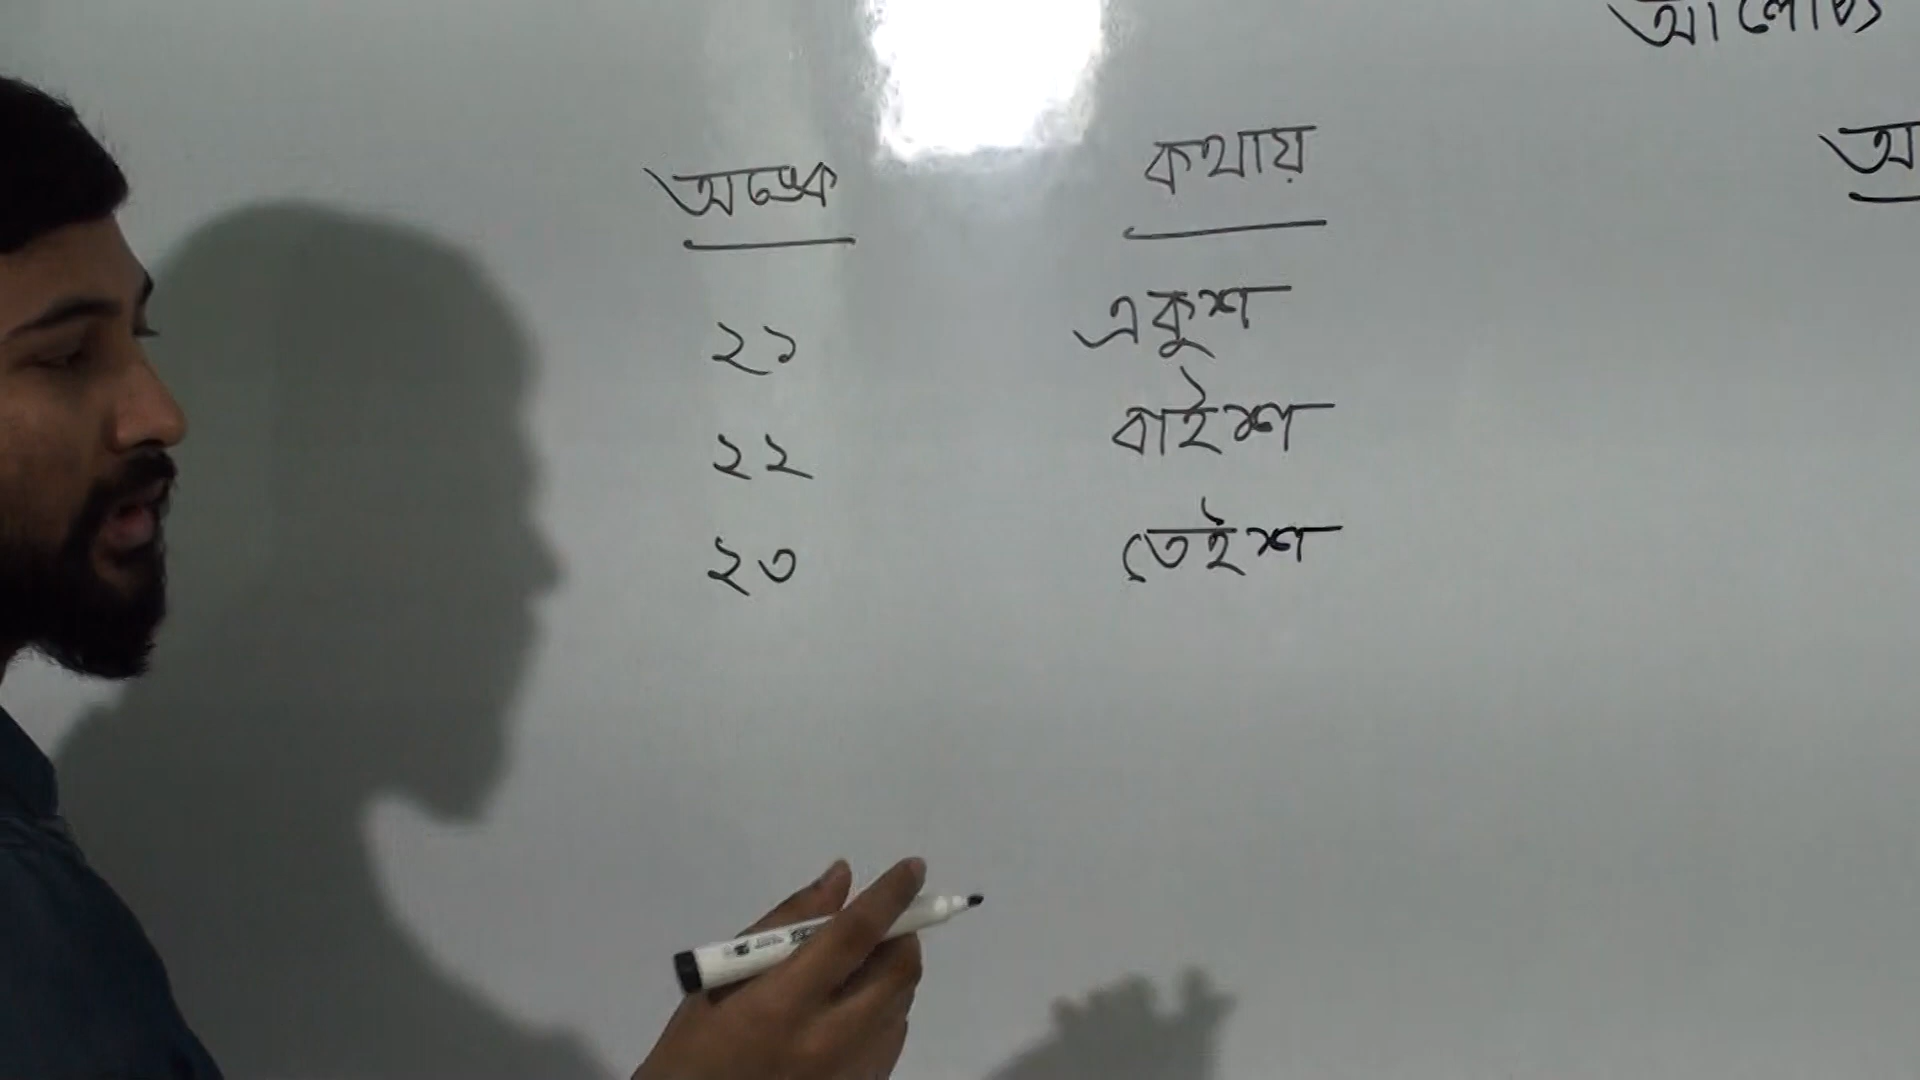 অঙ্ক কথায়
২১ একুশ
২২ বাইশ
২৩ তেইশ